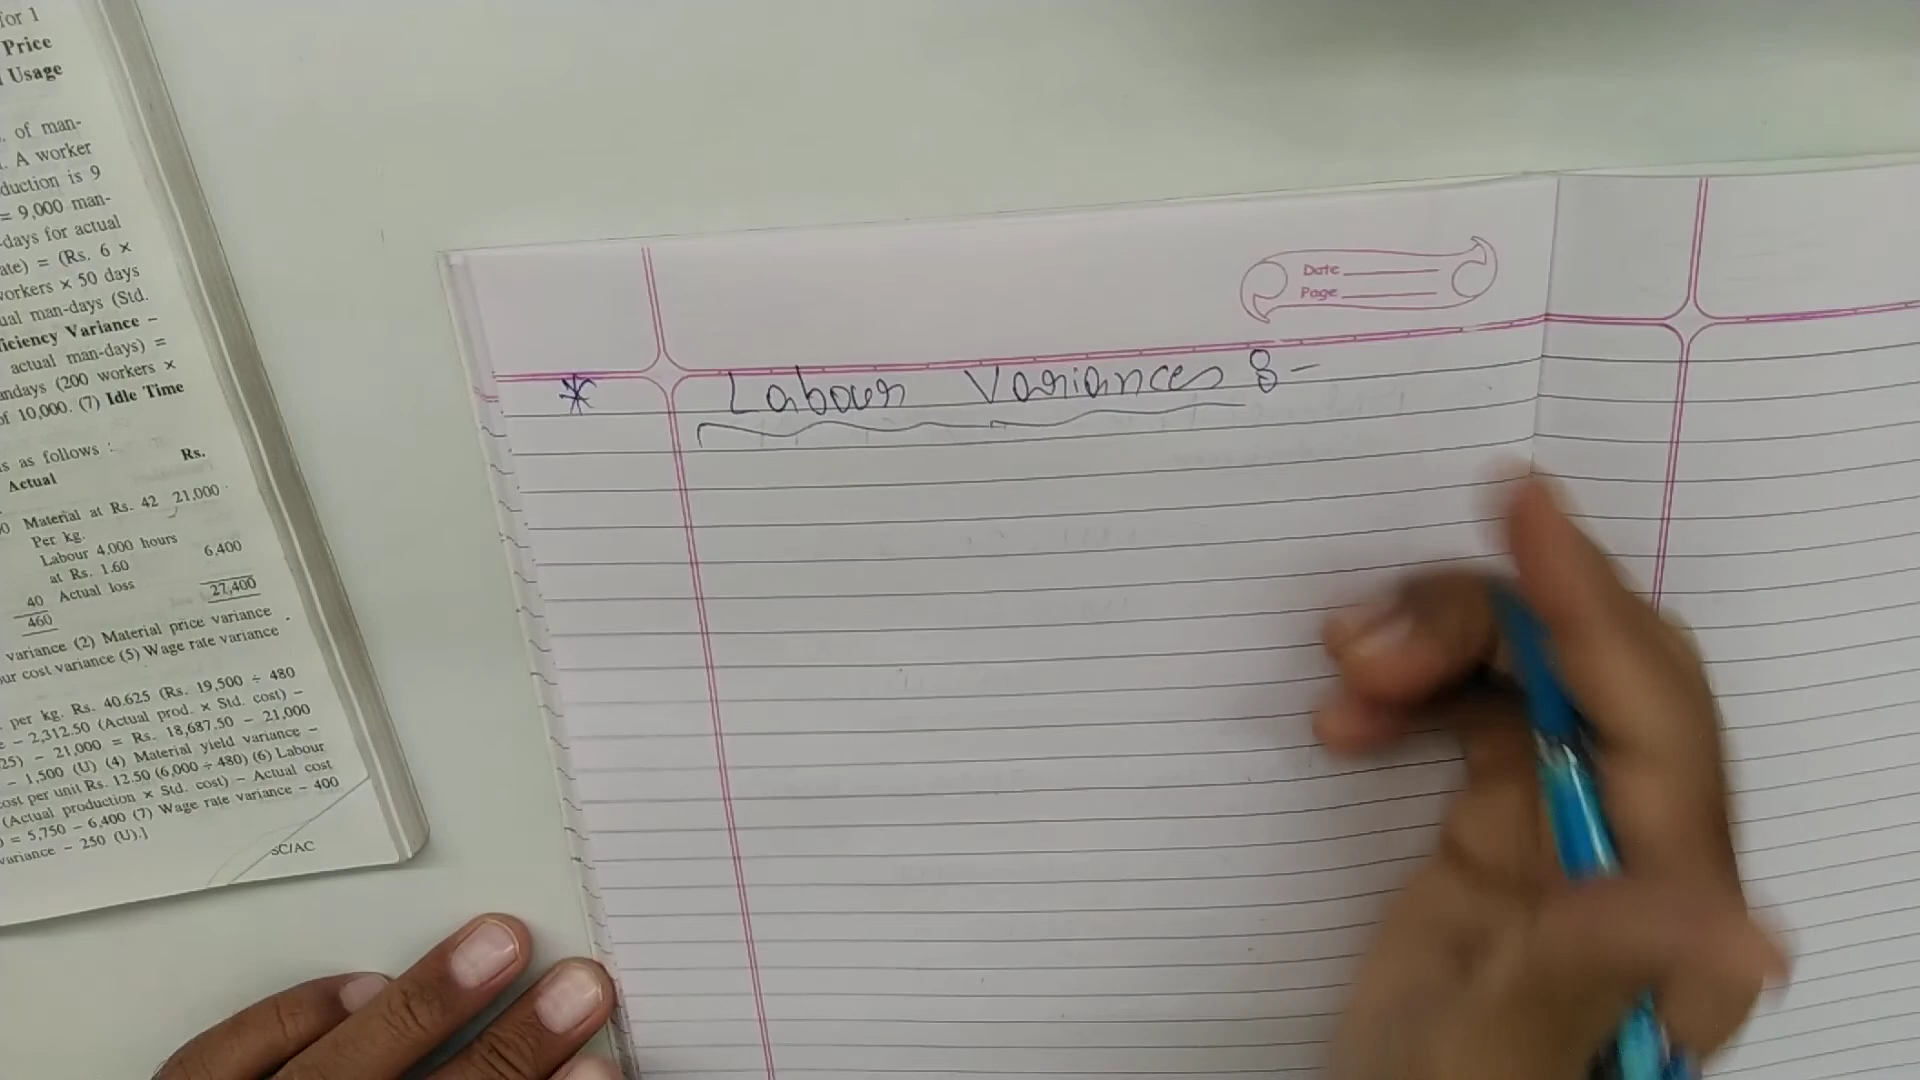 for 1
Price
Usage
of man-
A worker
duction is 9
= 9,000 man-
-days for actual
ate) = (Rs. 6 ×
workers × 50 days
ual man-days (Std.
ficiency Variance –
actual man-days) =
andays (200 workers ×
of 10,000. (7) Idle Time
s as follows :
Rs.
Actual
Material at Rs. 42 21,000
Per kg.
Labour 4,000 hours
at Rs. 1.60 6,400
40 Actual loss
460 27,400
variance (2) Material price variance
ur cost variance (5) Wage rate variance
per kg. Rs. 40.625 (Rs. 19,500 ÷ 480
– 2,312.50 (Actual prod. × Std. cost) –
25) – 21,000 = Rs. 18,687.50 – 21,000
– 1,500 (U) (4) Material yield variance –
ost per unit Rs. 12.50 (6,000 ÷ 480) (6) Labour
(Actual production × Std. cost) – Actual cost
) = 5,750 – 6,400 (7) Wage rate variance – 400
variance – 250 (U).]
SC/AC
Date
Page
* Labour Variances :-